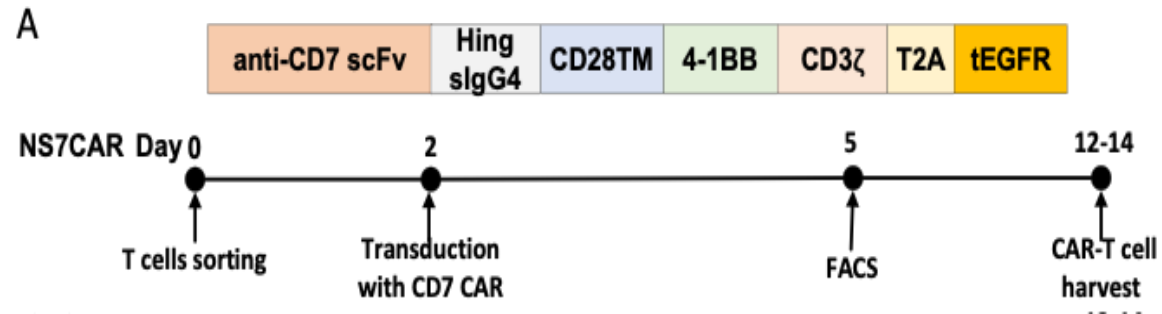 A
anti-CD7 scFv
Hing
sIgG4
CD28TM
4-1BB
CD3ζ
T2A
tEGFR
NS7CAR Day 0
2
5
12-14
T cells sorting
Transduction
with CD7 CAR
FACS
CAR-T cell
harvest